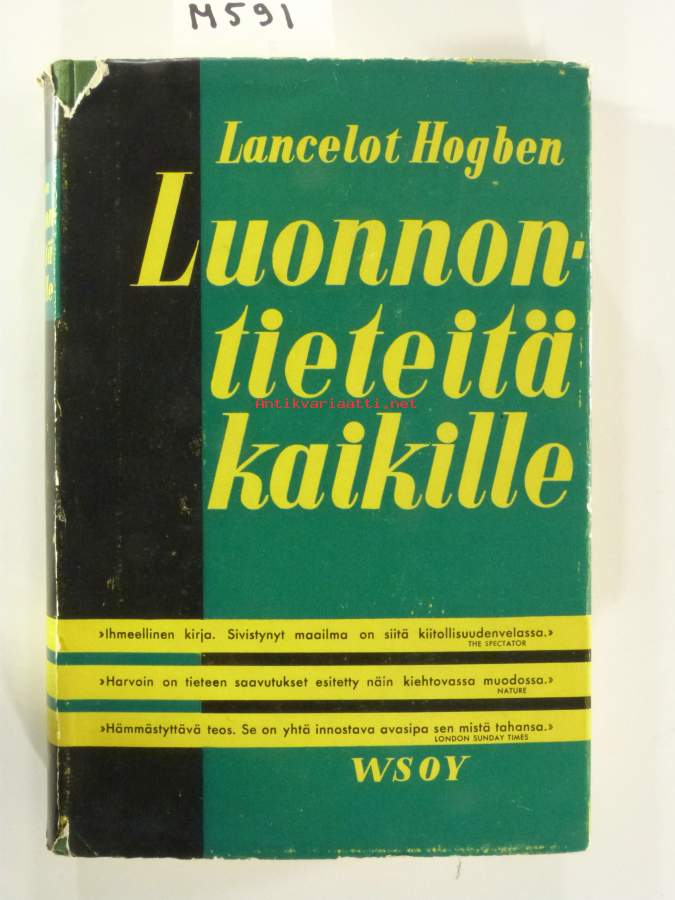 M591
Lancelot Hogben
Luonnon-
tieteitä
Antikvariaatti.net
kaikille
»Ihmeellinen kirja. Sivistynyt maailma on siitä kiitollisuudenvelassa.»
THE SPECTATOR
»Harvoin on tieteen saavutukset esitetty näin kiehtovassa muodossa.»
NATURE
»Hämmästyttävä teos. Se on yhtä innostava avasipa sen mistä tahansa.»
LONDON SUNDAY TIMES
WSOY